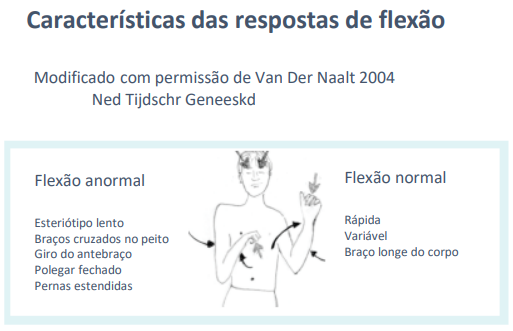 Características das respostas de flexão
Modificado com permissão de Van Der Naalt 2004
Ned Tijdschr Geneeskd
Flexão anormal
Esteriótipo lento
Braços cruzados no peito
Giro do antebraço
Polegar fechado
Pernas estendidas
Flexão normal
Rápida
Variável
Braço longe do corpo